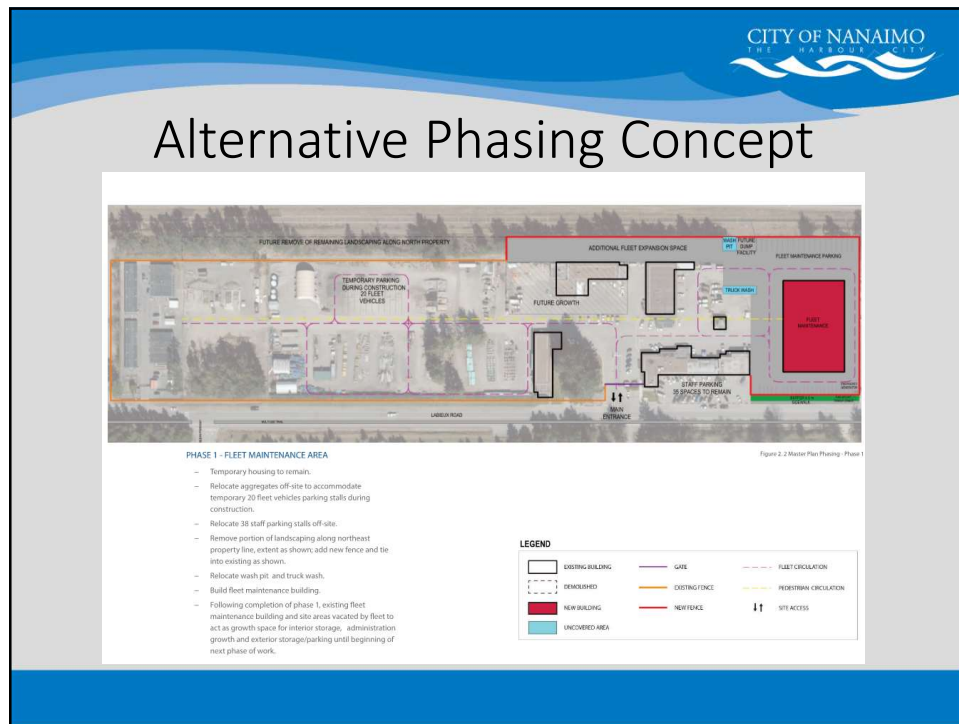 CITY OF NANAIMO
THE HARBOUR CITY
Alternative Phasing Concept
FUTURE REMOVE OF REMAINING LANDSCAPING ALONG NORTH PROPERTY
ADDITIONAL FLEET EXPANSION SPACE
WASH PIT
FUTURE DUMP FACILITY
FLEET MAINTENANCE PARKING
TEMPORARY PARKING
DURING CONSTRUCTION
20 FLEET
VEHICLES
TRUCK WASH
FUTURE GROWTH
FLEET
MAINTENANCE
STAFF PARKING
35 SPACES TO REMAIN
MAIN
ENTRANCE
LABIEUX ROAD
PHASE 1 - FLEET MAINTENANCE AREA
Figure 2. 2 Master Plan Phasing - Phase 1
– Temporary housing to remain.
– Relocate aggregates off-site to accommodate
temporary 20 fleet vehicles parking stalls during
construction.
– Relocate 38 staff parking stalls off-site.
– Remove portion of landscaping along northeast
property line, extent as shown; add new fence and tie
into existing as shown.
– Relocate wash pit and truck wash.
– Build fleet maintenance building.
– Following completion of phase 1, existing fleet
maintenance building and site areas vacated by fleet to
act as growth space for interior storage, administration
growth and exterior storage/parking until beginning of
next phase of work.
LEGEND
EXISTING BUILDING
GATE
FLEET CIRCULATION
DEMOLISHED
EXISTING FENCE
PEDESTRIAN CIRCULATION
NEW BUILDING
NEW FENCE
SITE ACCESS
UNCOVERED AREA